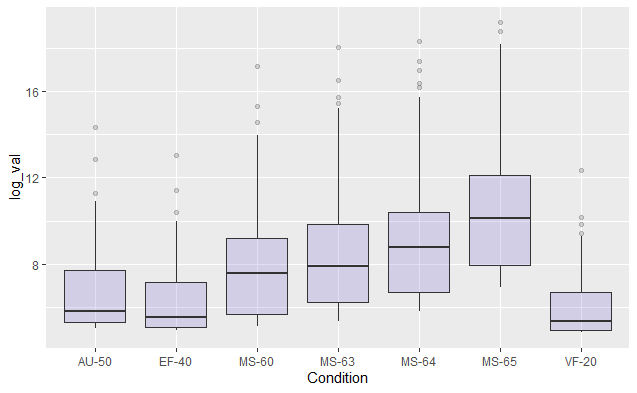 16
12
8
log_val
AU-50 EF-40 MS-60 MS-63 MS-64 MS-65 VF-20
Condition